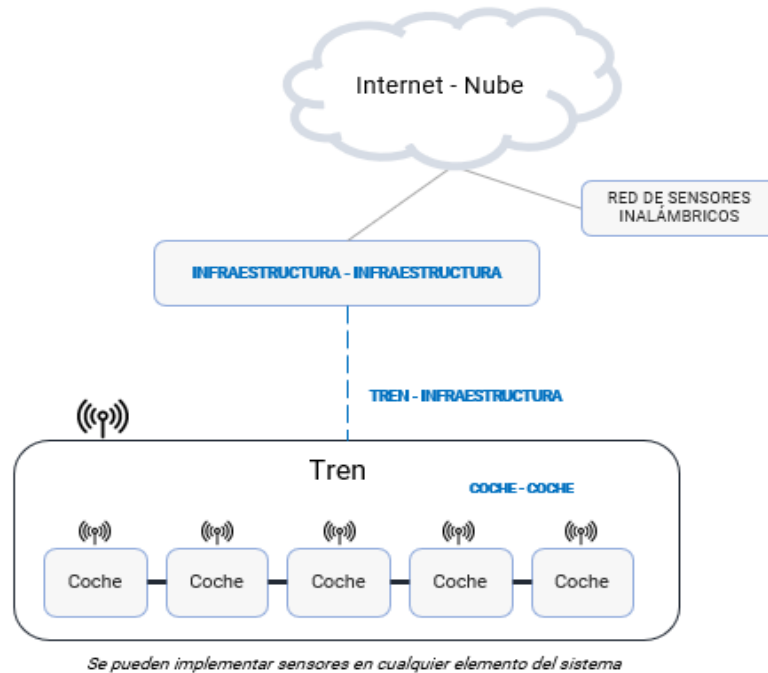 Internet - Nube
RED DE SENSORES
INALÁMBRICOS
INFRAESTRUCTURA - INFRAESTRUCTURA
TREN - INFRAESTRUCTURA
Tren
COCHE - COCHE
Coche
Coche
Coche
Coche
Coche
Se pueden implementar sensores en cualquier elemento del sistema